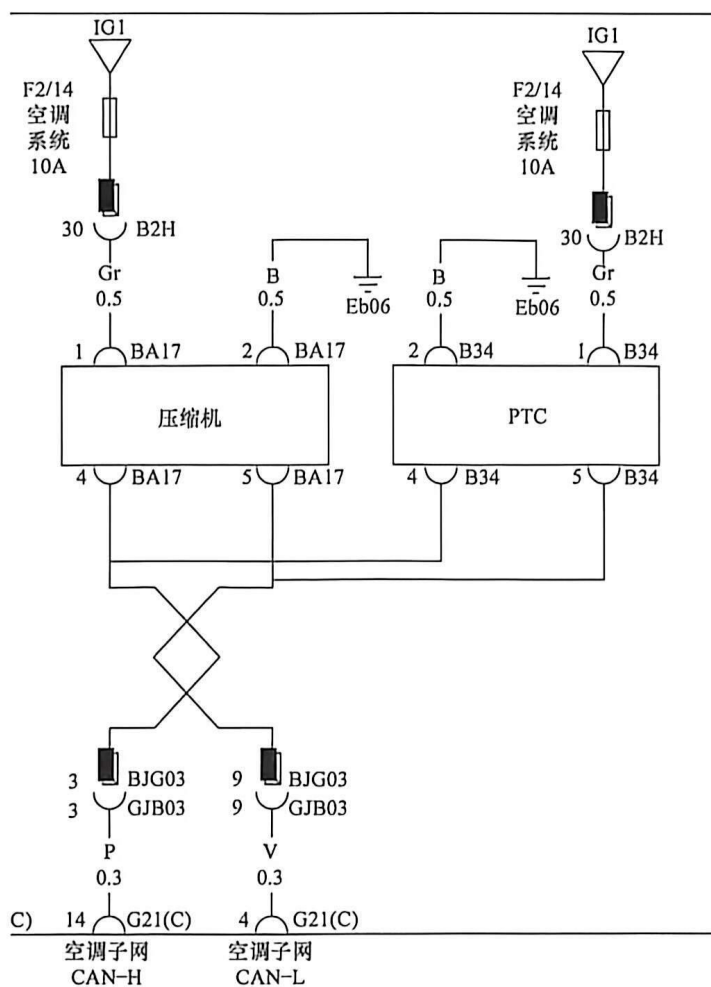 IG1
IG1
F2/14
空调
系统
10A
F2/14
空调
系统
10A
30 B2H
30 B2H
Gr
0.5
B
0.5
Eb06
B
0.5
Eb06
Gr
0.5
1 BA17
2 BA17
2 B34
1 B34
压缩机
PTC
4 BA17
5 BA17
4 B34
5 B34
3 BJG03
9 BJG03
3 GJB03
9 GJB03
P
V
0.3
0.3
C) 14 G21(C)
4 G21(C)
空调子网
CAN-H
空调子网
CAN-L